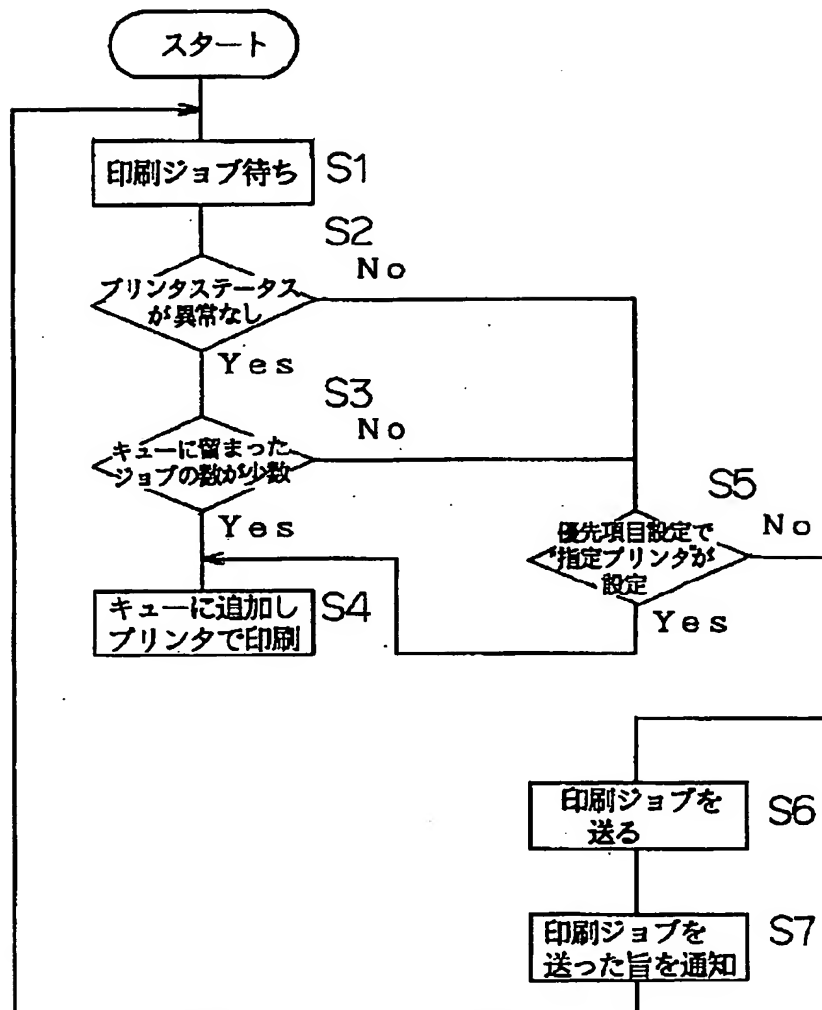 スタート
印刷ジョブ待ち
S1
S2
プリンタステータス
が異常なし
No
Yes
S3
キューに留まった
ジョブの数が少数
No
Yes
S4
キューに追加し
プリンタで印刷
S5
優先項目設定で
"指定プリンタ"が
設定
No
Yes
印刷ジョブを
送る
S6
印刷ジョブを
送った旨を通知
S7